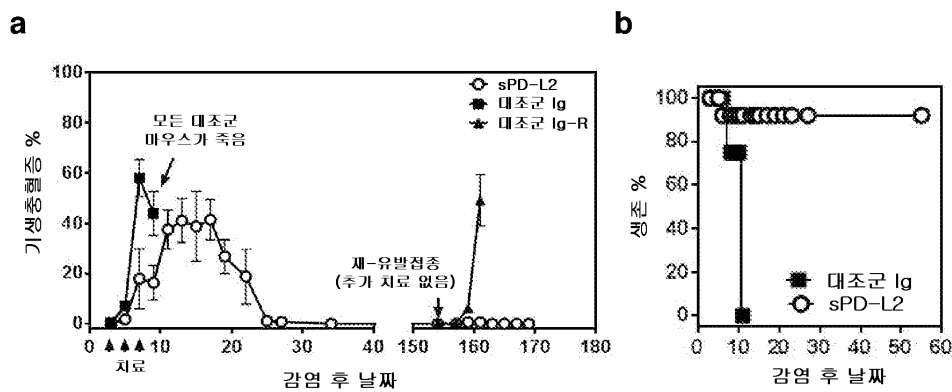 a
b
100
80
60
40
20
0
기생충혈증 %
sPD-L2
대조군 Ig
대조군 Ig-R
모든 대조군
마우스가 죽음
재-유발접종
(추가 치료 없음)
0 10 20 30 40 150 160 170 180
치료
감염 후 날짜
100
80
60
40
20
0
생존 %
대조군 Ig
sPD-L2
0 10 20 30 40 50 60
감염 후 날짜